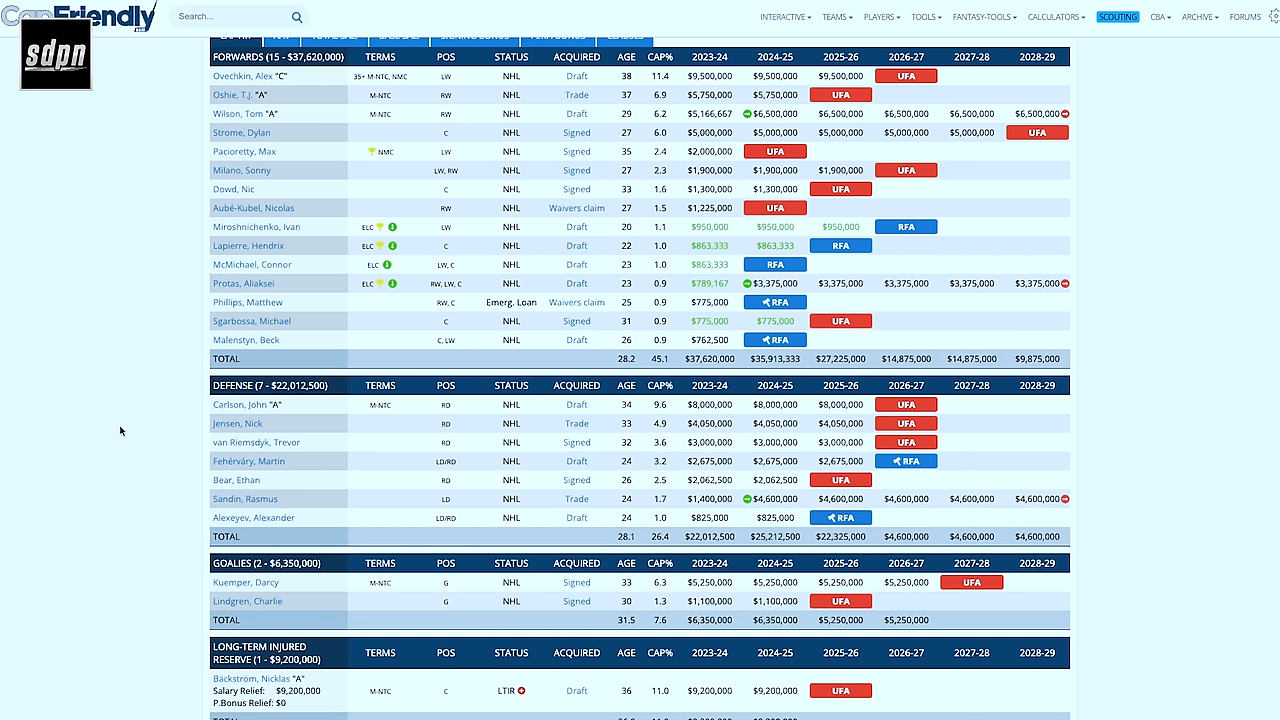 CapFriendly
sdpn
Search...
INTERACTIVE TEAMS PLAYERS TOOLS FANTASY-TOOLS CALCULATORS SCOUTING CBA ARCHIVE FORUMS
FORWARDS (15 - $37,620,000) TERMS POS STATUS ACQUIRED AGE CAP% 2023-24 2024-25 2025-26 2026-27 2027-28 2028-29
Ovechkin, Alex "C" 35+ M-NTC, NMC LW NHL Draft 38 11.4 $9,500,000 $9,500,000 $9,500,000 UFA
Oshie, T.J. "A" M-NTC RW NHL Trade 37 6.9 $5,750,000 $5,750,000 UFA
Wilson, Tom "A" M-NTC RW NHL Draft 29 6.2 $5,166,667 $6,500,000 $6,500,000 $6,500,000 $6,500,000 $6,500,000
Strome, Dylan C NHL Signed 27 6.0 $5,000,000 $5,000,000 $5,000,000 $5,000,000 $5,000,000 UFA
Pacioretty, Max NMC LW NHL Signed 35 2.4 $2,000,000 UFA
Milano, Sonny LW, RW NHL Signed 27 2.3 $1,900,000 $1,900,000 $1,900,000 UFA
Dowd, Nic C NHL Signed 33 1.6 $1,300,000 $1,300,000 UFA
Aubé-Kubel, Nicolas RW NHL Waivers claim 27 1.5 $1,225,000 UFA
Miroshnichenko, Ivan ELC LW NHL Draft 20 1.1 $950,000 $950,000 $950,000 RFA
Lapierre, Hendrix ELC C NHL Draft 22 1.0 $863,333 $863,333 RFA
McMichael, Connor ELC LW, C NHL Draft 23 1.0 $863,333 RFA
Protas, Aliaksei ELC RW, LW, C NHL Draft 23 0.9 $789,167 $3,375,000 $3,375,000 $3,375,000 $3,375,000 $3,375,000
Phillips, Matthew RW, C Emerg. Loan Waivers claim 25 0.9 $775,000 RFA
Sgarbossa, Michael C NHL Signed 31 0.9 $775,000 $775,000 UFA
Malenstyn, Beck C, LW NHL Draft 26 0.9 $762,500 RFA
TOTAL 28.2 45.1 $37,620,000 $35,913,333 $27,225,000 $14,875,000 $14,875,000 $9,875,000
DEFENSE (7 - $22,012,500) TERMS POS STATUS ACQUIRED AGE CAP% 2023-24 2024-25 2025-26 2026-27 2027-28 2028-29
Carlson, John "A" M-NTC RD NHL Draft 34 9.6 $8,000,000 $8,000,000 $8,000,000 UFA
Jensen, Nick RD NHL Trade 33 4.9 $4,050,000 $4,050,000 $4,050,000 UFA
van Riemsdyk, Trevor RD NHL Signed 32 3.6 $3,000,000 $3,000,000 $3,000,000 UFA
Fehérváry, Martin LD/RD NHL Draft 24 3.2 $2,675,000 $2,675,000 $2,675,000 RFA
Bear, Ethan RD NHL Signed 26 2.5 $2,062,500 $2,062,500 UFA
Sandin, Rasmus LD NHL Trade 24 1.7 $1,400,000 $4,600,000 $4,600,000 $4,600,000 $4,600,000 $4,600,000
Alexeyev, Alexander LD/RD NHL Draft 24 1.0 $825,000 $825,000 RFA
TOTAL 28.1 26.4 $22,012,500 $25,212,500 $22,325,000 $4,600,000 $4,600,000 $4,600,000
GOALIES (2 - $6,350,000) TERMS POS STATUS ACQUIRED AGE CAP% 2023-24 2024-25 2025-26 2026-27 2027-28 2028-29
Kuemper, Darcy M-NTC G NHL Signed 33 6.3 $5,250,000 $5,250,000 $5,250,000 $5,250,000 UFA
Lindgren, Charlie G NHL Signed 30 1.3 $1,100,000 $1,100,000 UFA
TOTAL 31.5 7.6 $6,350,000 $6,350,000 $5,250,000 $5,250,000
LONG-TERM INJURED
RESERVE (1 - $9,200,000) TERMS POS STATUS ACQUIRED AGE CAP% 2023-24 2024-25 2025-26 2026-27 2027-28 2028-29
Bäckström, Nicklas "A"
Salary Relief: $9,200,000 M-NTC C LTIR Draft 36 11.0 $9,200,000 $9,200,000 UFA
P.Bonus Relief: $0